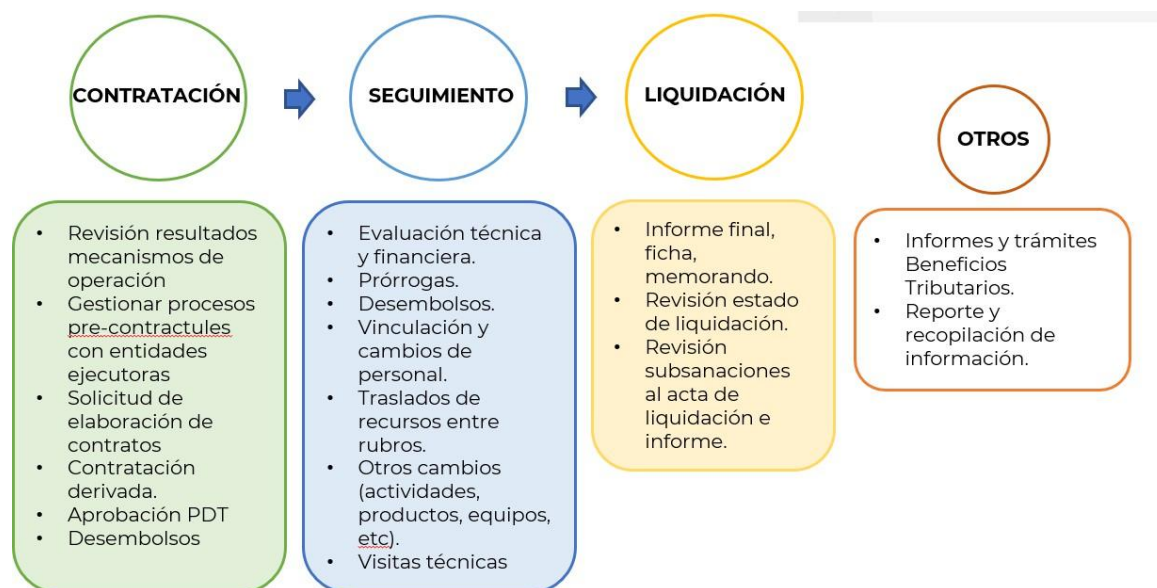 CONTRATACIÓN
• Revisión resultados
mecanismos de
operación
• Gestionar procesos
pre-contractules
con entidades
ejecutoras
• Solicitud de
elaboración de
contratos
• Contratación
derivada.
• Aprobación PDT
• Desembolsos
SEGUIMIENTO
• Evaluación técnica
y financiera.
• Prórrogas.
• Desembolsos.
• Vinculación y
cambios de
personal.
• Traslados de
recursos entre
rubros.
• Otros cambios
(actividades,
productos, equipos,
etc).
• Visitas técnicas
LIQUIDACIÓN
• Informe final,
ficha,
memorando.
• Revisión estado
de liquidación.
• Revisión
subsanaciones
al acta de
liquidación e
informe.
OTROS
• Informes y trámites
Beneficios
Tributarios.
• Reporte y
recopilación de
información.